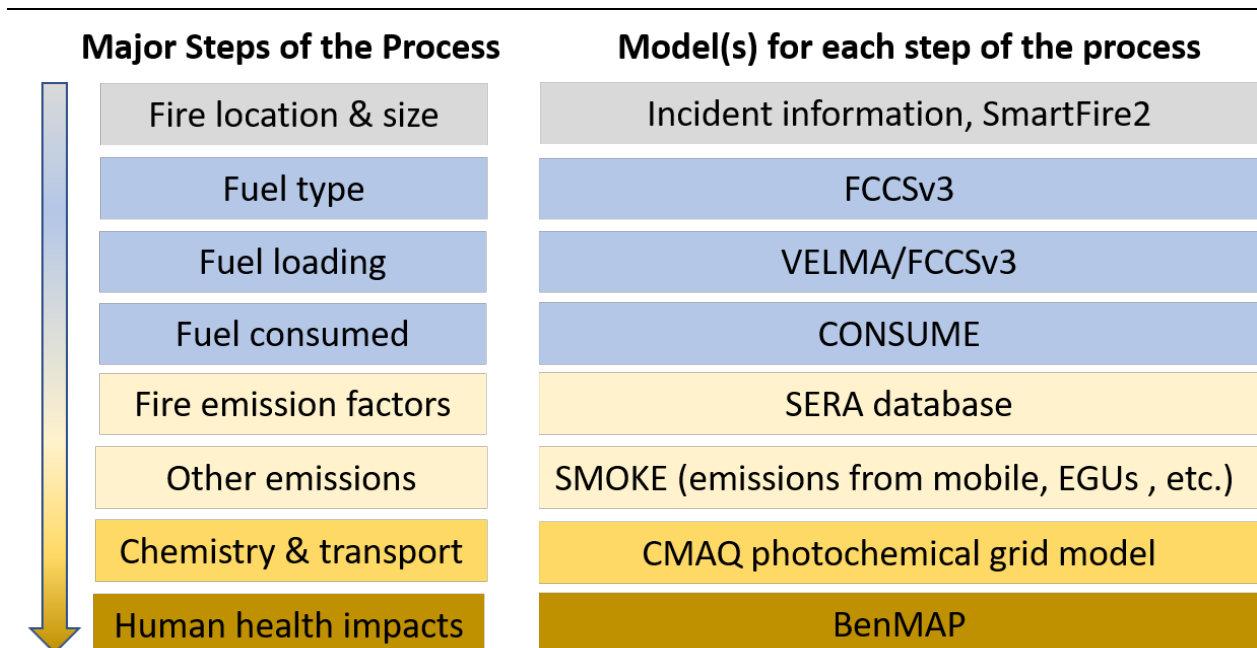 Major Steps of the Process Model(s) for each step of the process
Fire location & size Incident information, SmartFire2
Fuel type FCCSv3
Fuel loading VELMA/FCCSv3
Fuel consumed CONSUME
Fire emission factors SERA database
Other emissions SMOKE (emissions from mobile, EGUs , etc.)
Chemistry & transport CMAQ photochemical grid model
Human health impacts BenMAP